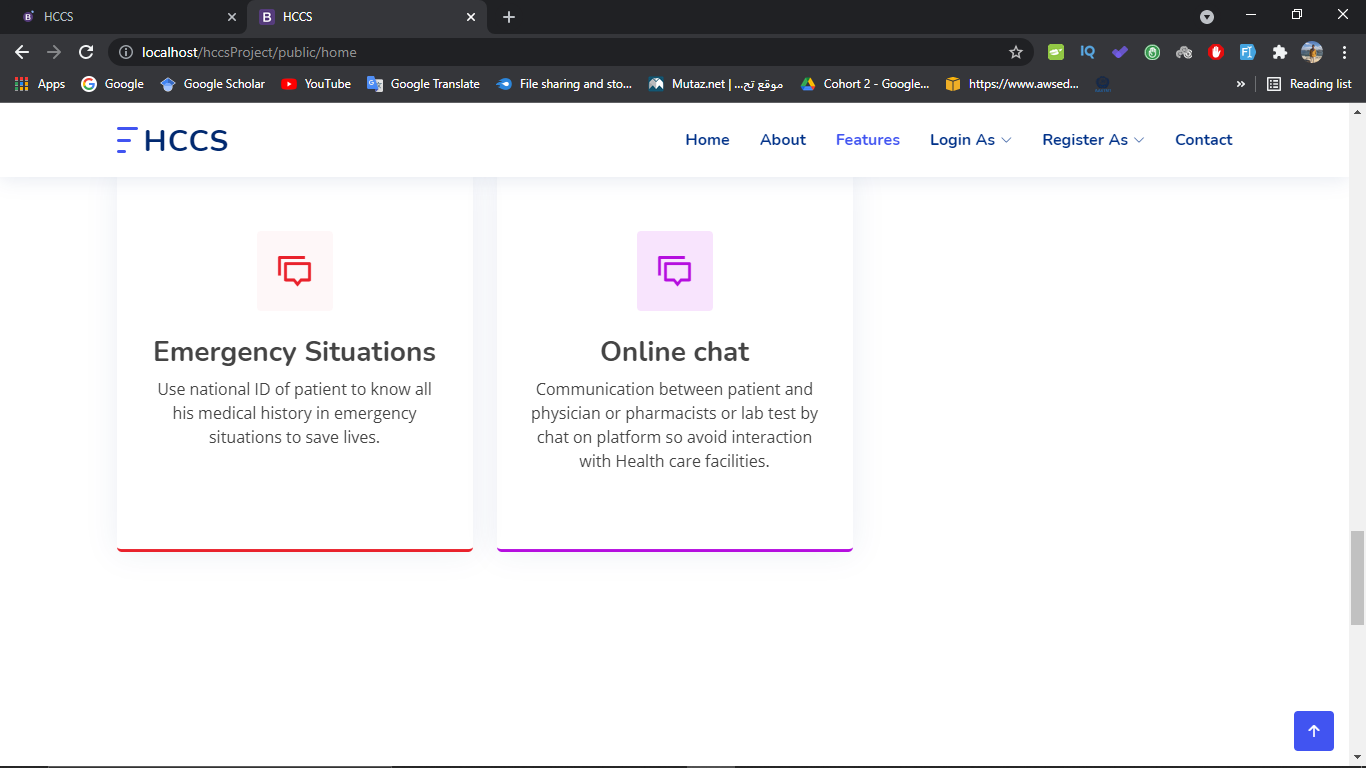 HCCS
HCCS
localhost/hccsProject/public/home
Apps
Google
Google Scholar
YouTube
Google Translate
File sharing and sto...
Mutaz.net | موقع تح...
Cohort 2 - Google...
https://www.awsed...
»
Reading list
HCCS
Home
About
Features
Login As
Register As
Contact
Emergency Situations
Use national ID of patient to know all
his medical history in emergency
situations to save lives.
Online chat
Communication between patient and
physician or pharmacists or lab test by
chat on platform so avoid interaction
with Health care facilities.